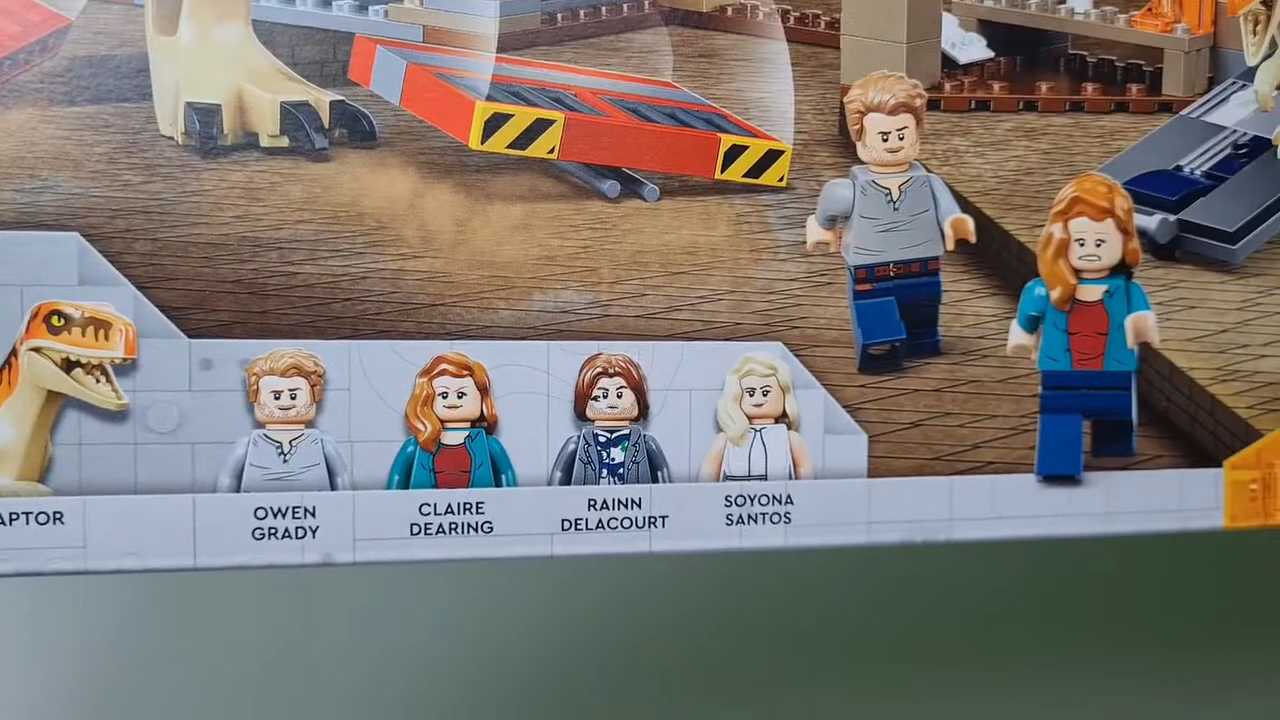 APTOR
OWEN
GRADY
CLAIRE
DEARING
RAINN
DELACOURT
SOYONA
SANTOS